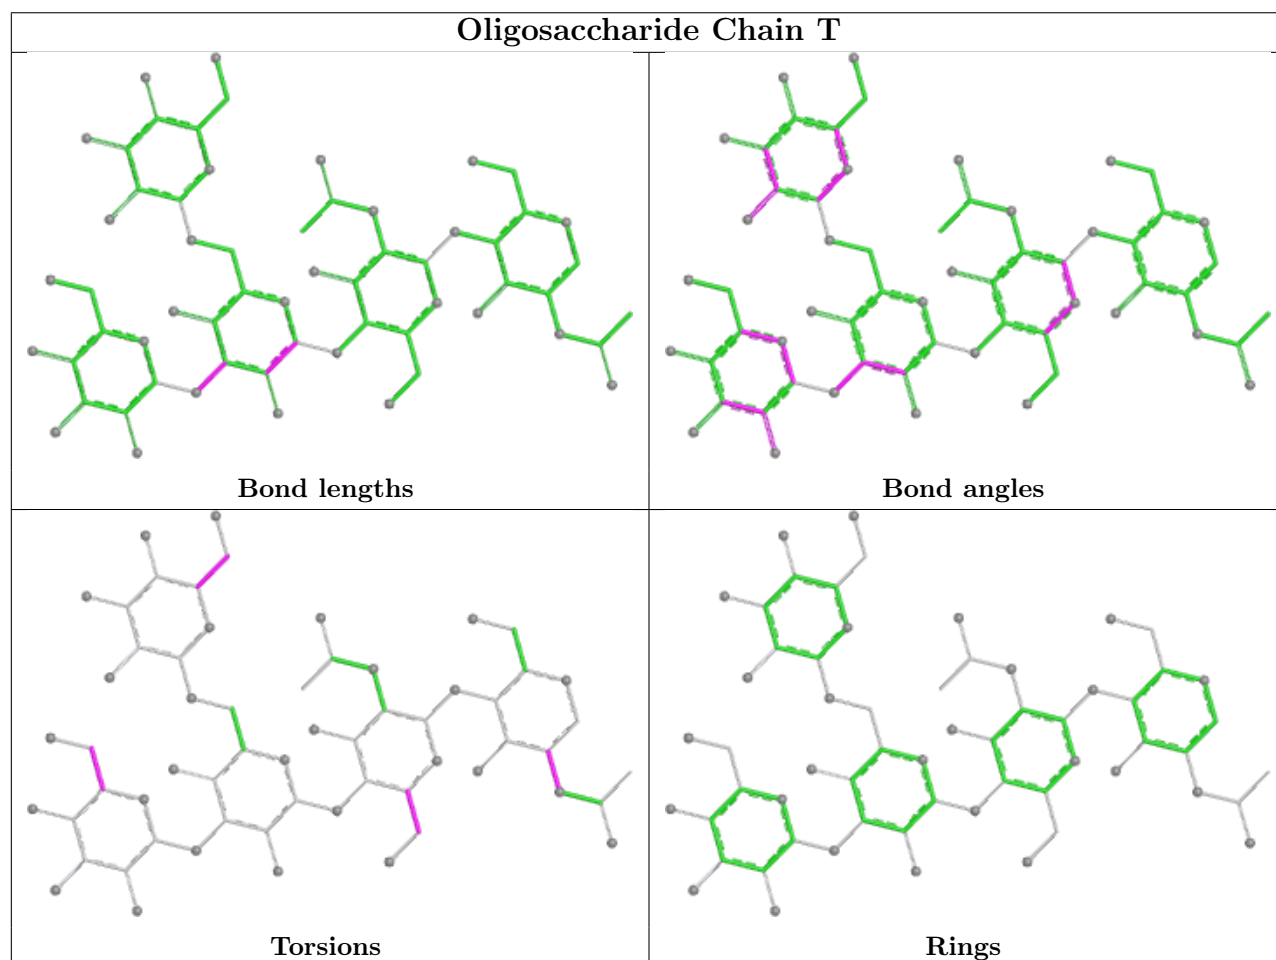 Oligosaccharide Chain T
Bond lengths
Bond angles
Torsions
Rings